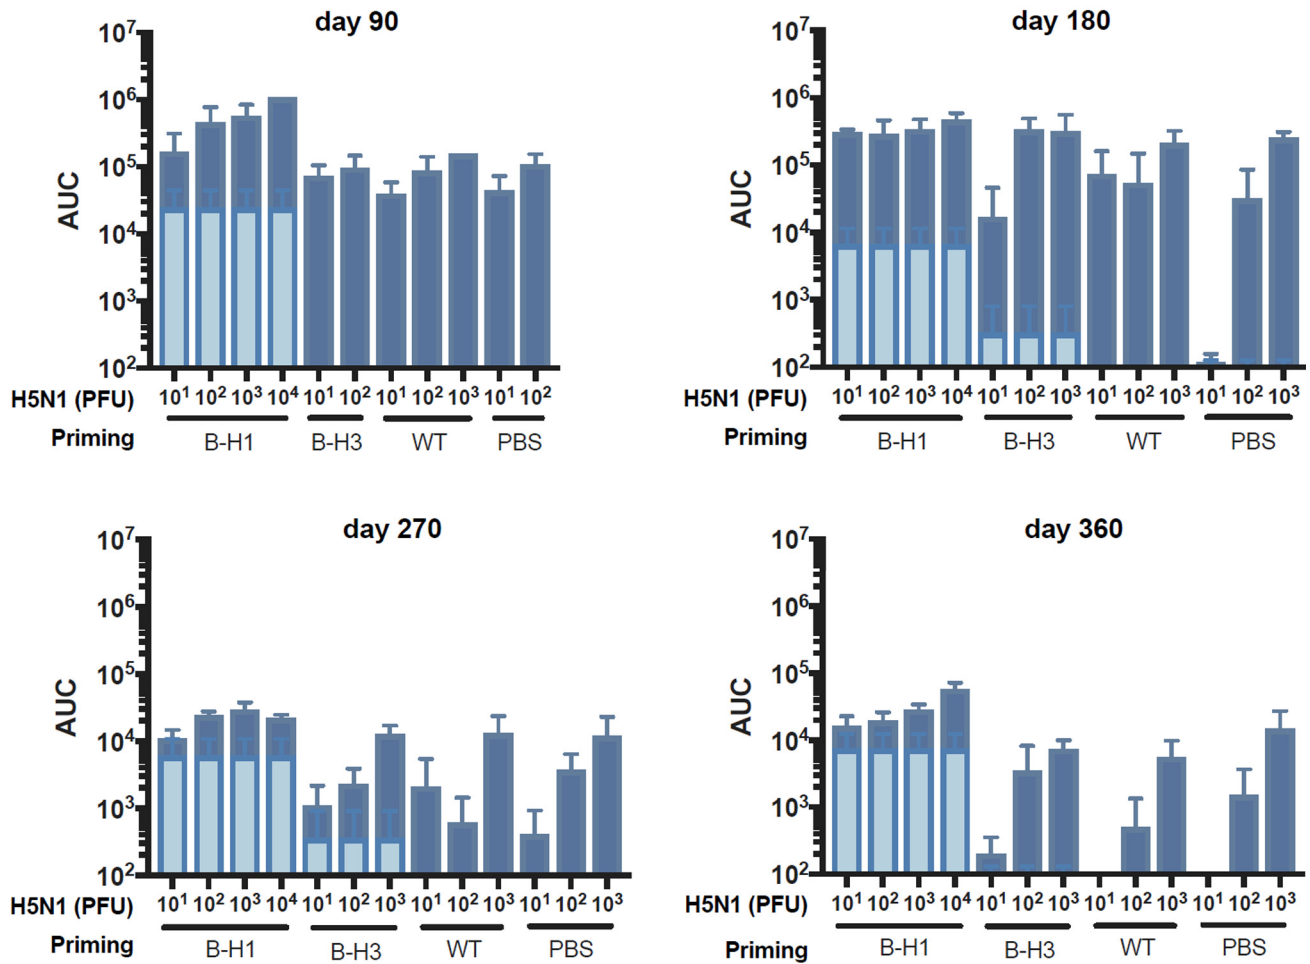 day 90
10⁷
10⁶
10⁵
10⁴
10³
10²
AUC
H5N1 (PFU) 10¹ 10² 10³ 10⁴ 10¹ 10² 10¹ 10² 10³ 10¹ 10²
Priming B-H1 B-H3 WT PBS
day 180
10⁷
10⁶
10⁵
10⁴
10³
10²
AUC
H5N1 (PFU) 10¹ 10² 10³ 10⁴ 10¹ 10² 10³ 10¹ 10² 10³ 10¹ 10² 10³
Priming B-H1 B-H3 WT PBS
day 270
10⁷
10⁶
10⁵
10⁴
10³
10²
AUC
H5N1 (PFU) 10¹ 10² 10³ 10⁴ 10¹ 10² 10³ 10¹ 10² 10³ 10¹ 10² 10³
Priming B-H1 B-H3 WT PBS
day 360
10⁷
10⁶
10⁵
10⁴
10³
10²
AUC
H5N1 (PFU) 10¹ 10² 10³ 10⁴ 10¹ 10² 10³ 10¹ 10² 10³ 10¹ 10² 10³
Priming B-H1 B-H3 WT PBS